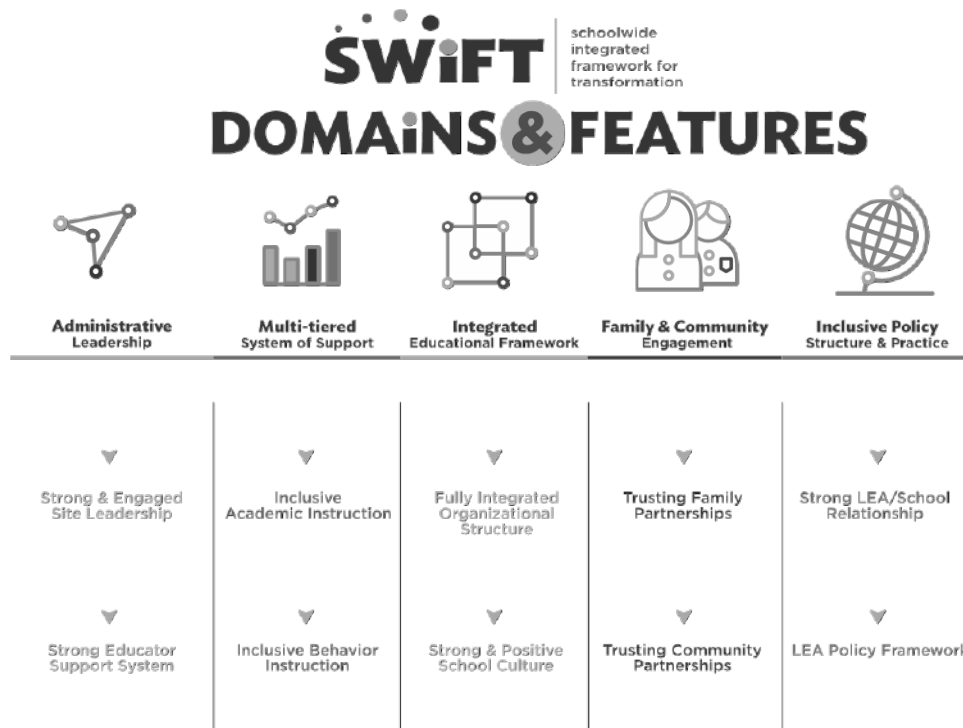 SWiFT
schoolwide
integrated
framework for
transformation
DOMAiNS & FEATURES
Administrative
Leadership
Multi-tiered
System of Support
Integrated
Educational Framework
Family & Community
Engagement
Inclusive Policy
Structure & Practice
Strong & Engaged
Site Leadership
Inclusive
Academic Instruction
Fully Integrated
Organizational
Structure
Trusting Family
Partnerships
Strong LEA/School
Relationship
Strong Educator
Support System
Inclusive Behavior
Instruction
Strong & Positive
School Culture
Trusting Community
Partnerships
LEA Policy Framework